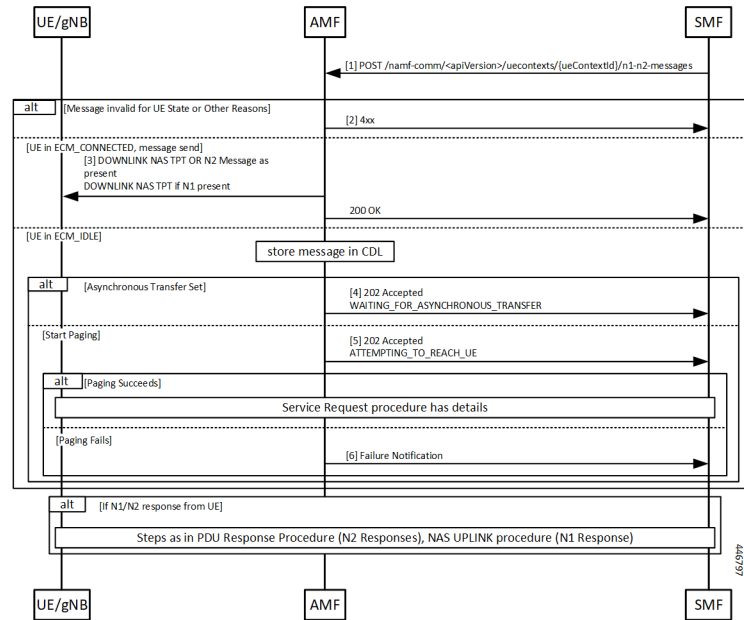 UE/gNB
AMF
SMF
[1] POST /namf-comm/<apiVersion>/uecontexts/{ueContextId}/n1-n2-messages
alt
[Message invalid for UE State or Other Reasons]
[2] 4xx
[UE in ECM_CONNECTED, message send]
[3] DOWNLINK NAS TPT OR N2 Message as
present
DOWNLINK NAS TPT if N1 present
200 OK
[UE in ECM_IDLE]
store message in CDL
alt
[Asynchronous Transfer Set]
[4] 202 Accepted
WAITING_FOR_ASYNCHRONOUS_TRANSFER
[Start Paging]
[5] 202 Accepted
ATTEMPTING_TO_REACH_UE
alt
[Paging Succeeds]
Service Request procedure has details
[Paging Fails]
[6] Failure Notification
alt
[If N1/N2 response from UE]
Steps as in PDU Response Procedure (N2 Responses), NAS UPLINK procedure (N1 Response)
446797
UE/gNB
AMF
SMF